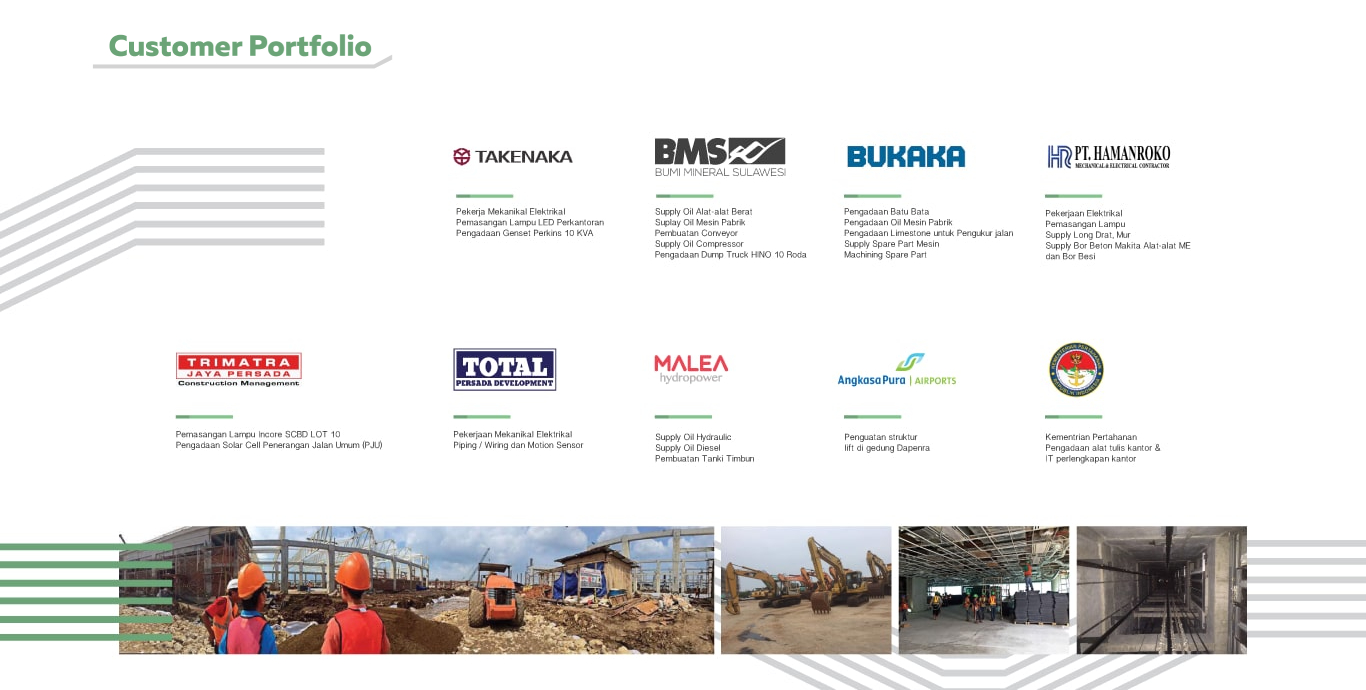 Customer Portfolio
TAKENAKA
Pekerja Mekanikal Elektrikal
Pemasangan Lampu LED Perkantoran
Pengadaan Genset Perkins 10 KVA
BMS
BUMI MINERAL SULAWESI
Supply Oil Alat-alat Berat
Suplay Oil Mesin Pabrik
Pembuatan Conveyor
Supply Oil Compressor
Pengadaan Dump Truck HINO 10 Roda
BUKAKA
Pengadaan Batu Bata
Pengadaan Oil Mesin Pabrik
Pengadaan Limestone untuk Pengukur jalan
Supply Spare Part Mesin
Machining Spare Part
HR PT. HAMANROKO
MECHANICAL & ELECTRICAL CONTRACTOR
Pekerjaan Elektrikal
Pemasangan Lampu
Supply Long Drat, Mur
Supply Bor Beton Makita Alat-alat ME
dan Bor Besi
TRIMATRA
JAYA PERSADA
Construction Management
Pemasangan Lampu Incore SCBD LOT 10
Pengadaan Solar Cell Penerangan Jalan Umum (PJU)
TOTAL
PERSADA DEVELOPMENT
Pekerjaan Mekanikal Elektrikal
Piping / Wiring dan Motion Sensor
MALEA
hydropower
Supply Oil Hydraulic
Supply Oil Diesel
Pembuatan Tanki Timbun
AngkasaPura | AIRPORTS
Penguatan struktur
lift di gedung Dapenra
Kementrian Pertahanan
Pengadaan alat tulis kantor &
IT perlengkapan kantor